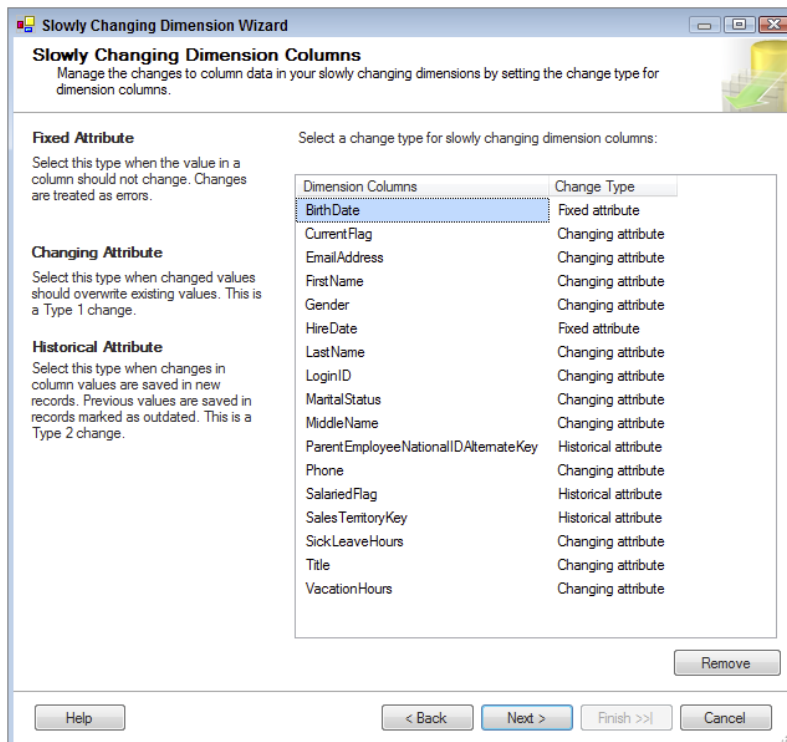 Slowly Changing Dimension Wizard
Slowly Changing Dimension Columns
Manage the changes to column data in your slowly changing dimensions by setting the change type for
dimension columns.
Fixed Attribute
Select this type when the value in a
column should not change. Changes
are treated as errors.
Changing Attribute
Select this type when changed values
should overwrite existing values. This is
a Type 1 change.
Historical Attribute
Select this type when changes in
column values are saved in new
records. Previous values are saved in
records marked as outdated. This is a
Type 2 change.
Select a change type for slowly changing dimension columns:
Dimension Columns Change Type
BirthDate Fixed attribute
CurrentFlag Changing attribute
EmailAddress Changing attribute
FirstName Changing attribute
Gender Changing attribute
HireDate Fixed attribute
LastName Changing attribute
LoginID Changing attribute
MaritalStatus Changing attribute
MiddleName Changing attribute
ParentEmployeeNationalIDAlternateKey Historical attribute
Phone Changing attribute
SalariedFlag Historical attribute
SalesTerritoryKey Historical attribute
SickLeaveHours Changing attribute
Title Changing attribute
VacationHours Changing attribute
Remove
Help < Back Next > Finish >>| Cancel